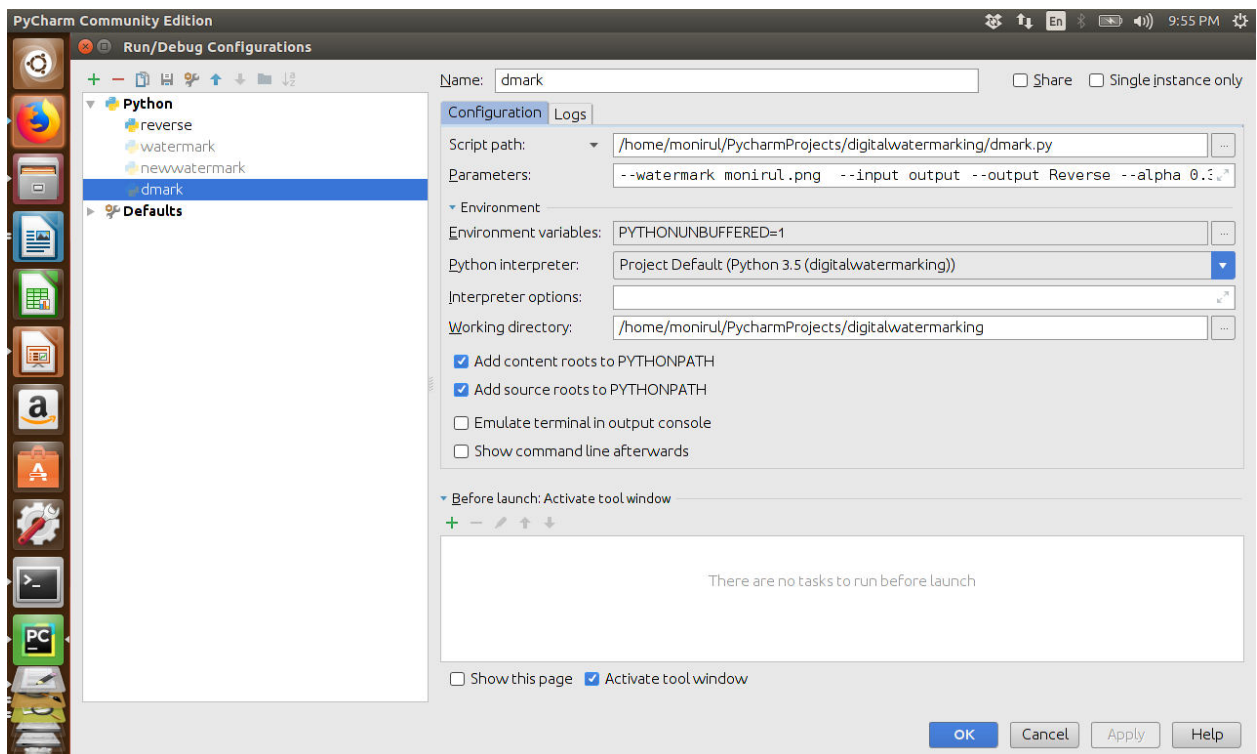 PyCharm Community Edition
En
9:55 PM
Run/Debug Configurations
Python
reverse
watermark
newwatermark
dmark
Defaults
Name: dmark
Share
Single instance only
Configuration
Logs
Script path: /home/monirul/PycharmProjects/digitalwatermarking/dmark.py ...
Parameters: --watermark monirul.png --input output --output Reverse --alpha 0.3
Environment
Environment variables: PYTHONUNBUFFERED=1 ...
Python interpreter: Project Default (Python 3.5 (digitalwatermarking))
Interpreter options:
Working directory: /home/monirul/PycharmProjects/digitalwatermarking ...
Add content roots to PYTHONPATH
Add source roots to PYTHONPATH
Emulate terminal in output console
Show command line afterwards
Before launch: Activate tool window
There are no tasks to run before launch
Show this page
Activate tool window
OK
Cancel
Apply
Help
a
A
>_
PC